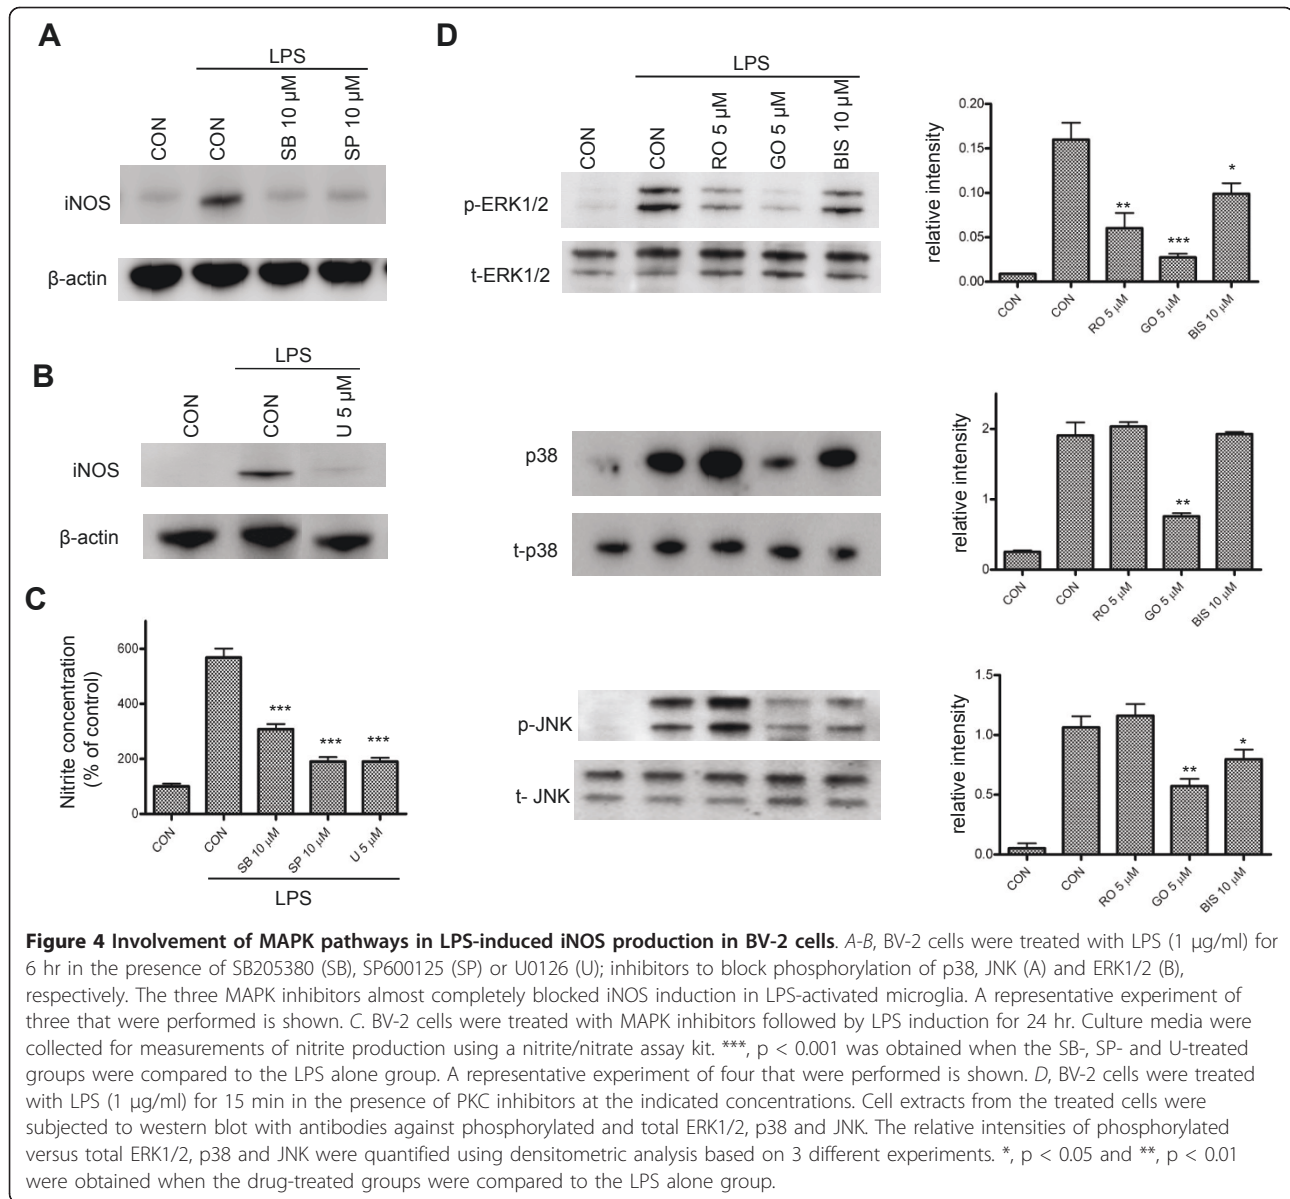 A
LPS
CON
CON
SB 10 µM
SP 10 µM
iNOS
β-actin
B
LPS
CON
CON
U 5 µM
iNOS
β-actin
C
Nitrite concentration
(% of control)
600
400
200
0
***
***
***
CON
CON
SB 10 µM
SP 10 µM
U 5 µM
LPS
D
LPS
CON
CON
RO 5 µM
GO 5 µM
BIS 10 µM
p-ERK1/2
t-ERK1/2
relative intensity
0.20
0.15
0.10
0.05
0.00
**
***
*
CON
CON
RO 5 µM
GO 5 µM
BIS 10 µM
p38
t-p38
relative intensity
2
1
0
**
CON
CON
RO 5 µM
GO 5 µM
BIS 10 µM
p-JNK
t- JNK
relative intensity
1.5
1.0
0.5
0.0
**
*
CON
CON
RO 5 µM
GO 5 µM
BIS 10 µM
Figure 4 Involvement of MAPK pathways in LPS-induced iNOS production in BV-2 cells. A-B, BV-2 cells were treated with LPS (1 µg/ml) for
6 hr in the presence of SB205380 (SB), SP600125 (SP) or U0126 (U); inhibitors to block phosphorylation of p38, JNK (A) and ERK1/2 (B),
respectively. The three MAPK inhibitors almost completely blocked iNOS induction in LPS-activated microglia. A representative experiment of
three that were performed is shown. C. BV-2 cells were treated with MAPK inhibitors followed by LPS induction for 24 hr. Culture media were
collected for measurements of nitrite production using a nitrite/nitrate assay kit. ***, p < 0.001 was obtained when the SB-, SP- and U-treated
groups were compared to the LPS alone group. A representative experiment of four that were performed is shown. D, BV-2 cells were treated
with LPS (1 µg/ml) for 15 min in the presence of PKC inhibitors at the indicated concentrations. Cell extracts from the treated cells were
subjected to western blot with antibodies against phosphorylated and total ERK1/2, p38 and JNK. The relative intensities of phosphorylated
versus total ERK1/2, p38 and JNK were quantified using densitometric analysis based on 3 different experiments. *, p < 0.05 and **, p < 0.01
were obtained when the drug-treated groups were compared to the LPS alone group.